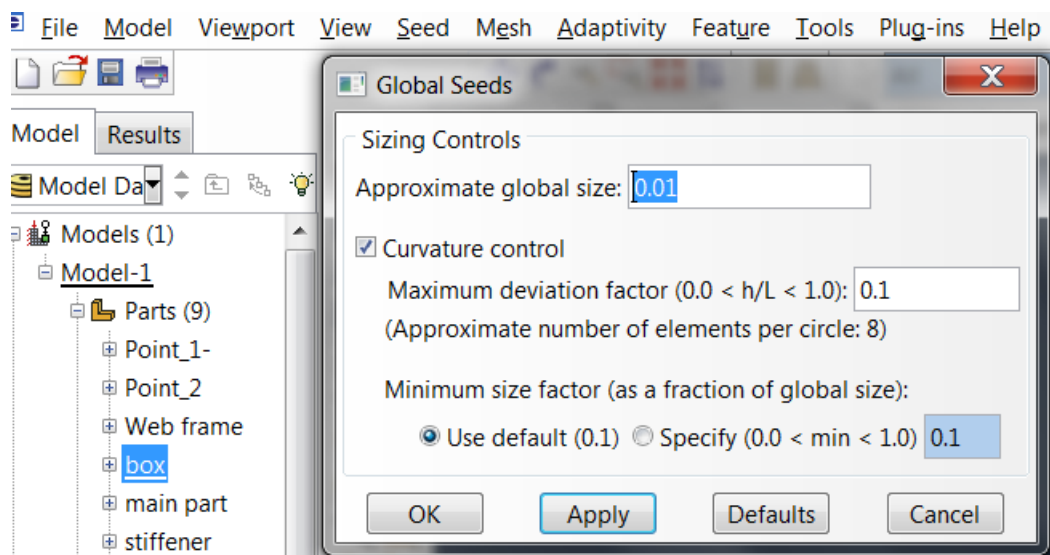 File Model Viewport View Seed Mesh Adaptivity Feature Tools Plug-ins Help
Global Seeds
Model Results
Sizing Controls
Model Da
Approximate global size: 0.01
Models (1)
Curvature control
Model-1
Maximum deviation factor (0.0 < h/L < 1.0): 0.1
Parts (9)
(Approximate number of elements per circle: 8)
Point_1-
Point_2
Minimum size factor (as a fraction of global size):
Web frame
Use default (0.1) Specify (0.0 < min < 1.0) 0.1
box
main part
OK Apply Defaults Cancel
stiffener